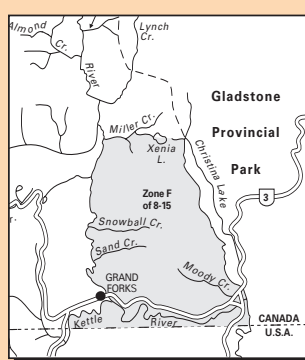 Almond
Cr.
River
Lynch
Cr.
Gladstone
Provincial
Park
Miller Cr.
Xenia
L.
Christina Lake
3
Zone F
of 8-15
Snowball Cr.
Sand Cr.
Moody Cr.
GRAND
FORKS
Kettle River
CANADA
U.S.A.
r.